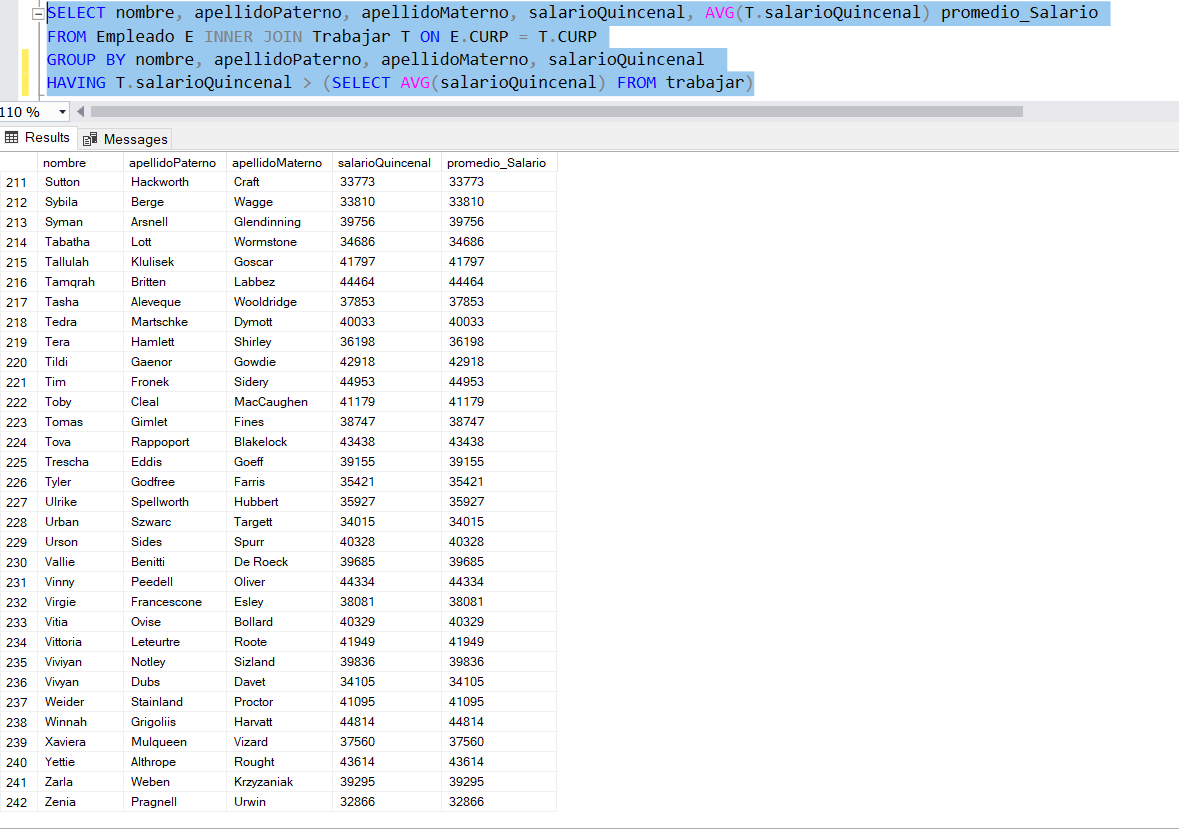 SELECT nombre, apellidoPaterno, apellidoMaterno, salarioQuincenal, AVG(T.salarioQuincenal) promedio_Salario
FROM Empleado E INNER JOIN Trabajar T ON E.CURP = T.CURP
GROUP BY nombre, apellidoPaterno, apellidoMaterno, salarioQuincenal
HAVING T.salarioQuincenal > (SELECT AVG(salarioQuincenal) FROM trabajar)
110 %
Results Messages
nombre apellidoPaterno apellidoMaterno salarioQuincenal promedio_Salario
211 Sutton Hackworth Craft 33773 33773
212 Sybila Berge Wagge 33810 33810
213 Syman Arsnell Glendinning 39756 39756
214 Tabatha Lott Wormstone 34686 34686
215 Tallulah Klulisek Goscar 41797 41797
216 Tamqrah Britten Labbez 44464 44464
217 Tasha Aleveque Wooldridge 37853 37853
218 Tedra Martschke Dymott 40033 40033
219 Tera Hamlett Shirley 36198 36198
220 Tildi Gaenor Gowdie 42918 42918
221 Tim Fronek Sidery 44953 44953
222 Toby Cleal MacCaughen 41179 41179
223 Tomas Gimlet Fines 38747 38747
224 Tova Rappoport Blakelock 43438 43438
225 Trescha Eddis Goeff 39155 39155
226 Tyler Godfree Farris 35421 35421
227 Ulrike Spellworth Hubbert 35927 35927
228 Urban Szwarc Targett 34015 34015
229 Urson Sides Spurr 40328 40328
230 Vallie Benitti De Roeck 39685 39685
231 Vinny Peedell Oliver 44334 44334
232 Virgie Francescone Esley 38081 38081
233 Vitia Ovise Bollard 40329 40329
234 Vittoria Leteurtre Roote 41949 41949
235 Viviyan Notley Sizland 39836 39836
236 Vivyan Dubs Davet 34105 34105
237 Weider Stainland Proctor 41095 41095
238 Winnah Grigoliis Harvatt 44814 44814
239 Xaviera Mulqueen Vizard 37560 37560
240 Yettie Althrope Rought 43614 43614
241 Zarla Weben Krzyzaniak 39295 39295
242 Zenia Pragnell Urwin 32866 32866